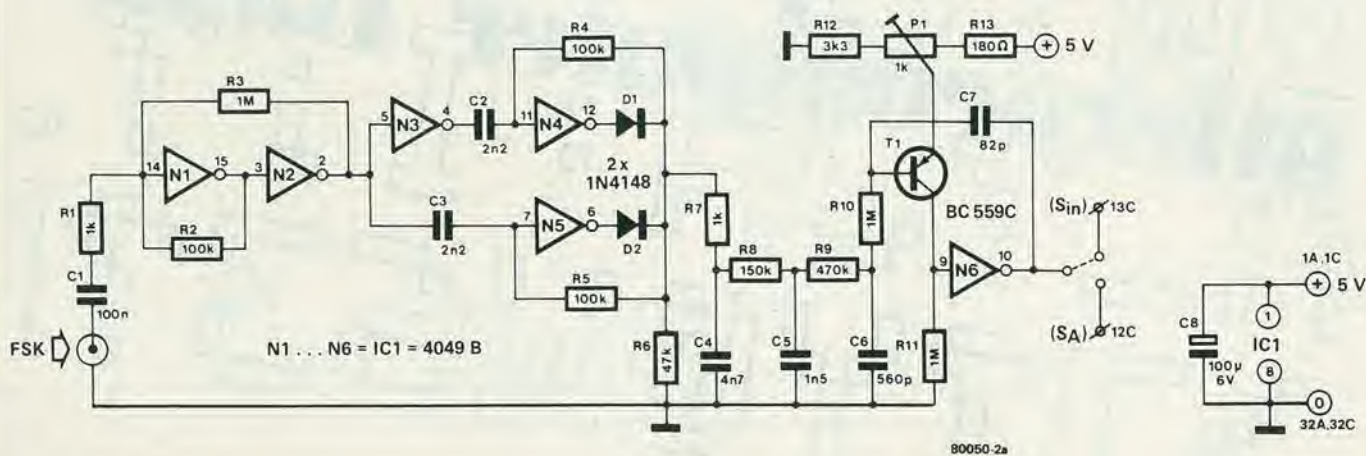 R12
3k3
P1
1k
R13
180Ω
+ 5 V
R4
100k
R3
1M
5
N3
4
C2
2n2
11
N4
12
D1
C7
82p
T1
14
N1
15
3
N2
2
2x
1N4148
BC 559C
(Sin)
13C
R1
1k
R2
100k
C3
2n2
7
N5
6
D2
R7
1k
R10
1M
R8
150k
R9
470k
9
N6
10
1A.1C
+ 5 V
C1
100n
R5
100k
(SA)
12C
C8
100µ
6V
1
IC1
8
FSK
N1 ... N6 = IC1 = 4049 B
R6
47k
C4
4n7
C5
1n5
C6
560p
R11
1M
0
32A.32C
80050-2a